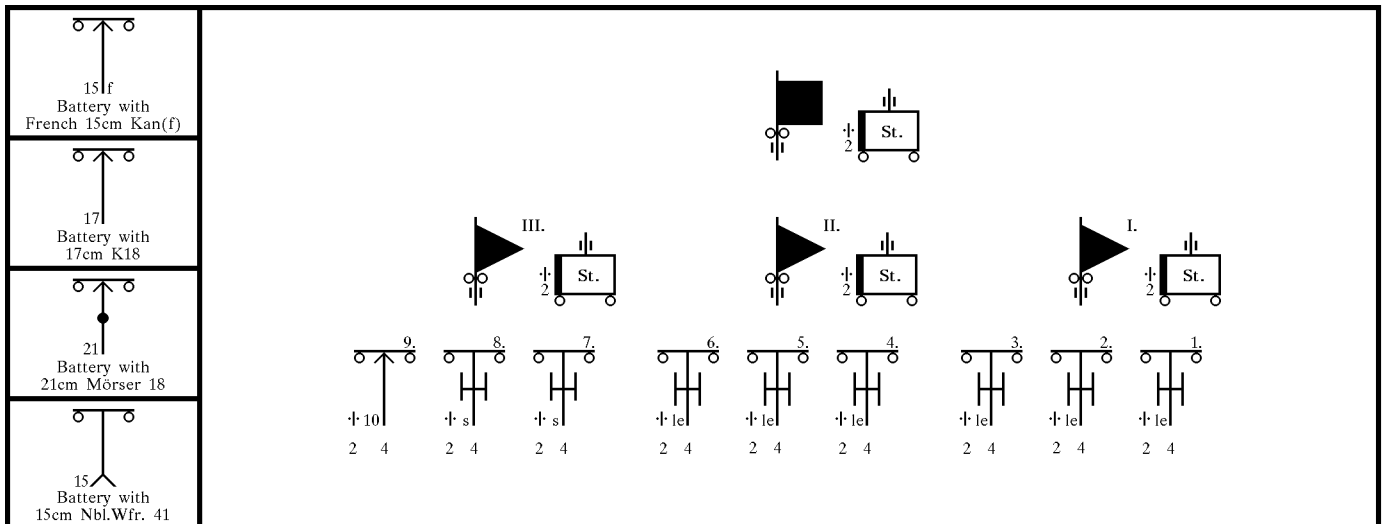 15 f
Battery with
French 15cm Kan(f)
17
Battery with
17cm K18
21
Battery with
21cm Mörser 18
15
Battery with
15cm Nbl.Wfr. 41
St.
2
III.
II.
I.
St.
St.
St.
2
2
2
9.
8.
7.
6.
5.
4.
3.
2.
1.
10
s
s
le
le
le
le
le
le
2 4
2 4
2 4
2 4
2 4
2 4
2 4
2 4
2 4